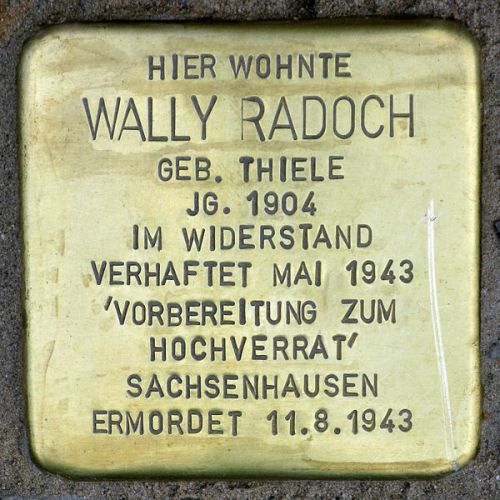 HIER WOHNTE
WALLY RADOCH
GEB. THIELE
JG. 1904
IM WIDERSTAND
VERHAFTET MAI 1943
'VORBEREITUNG ZUM
HOCHVERRAT'
SACHSENHAUSEN
ERMORDET 11.8.1943